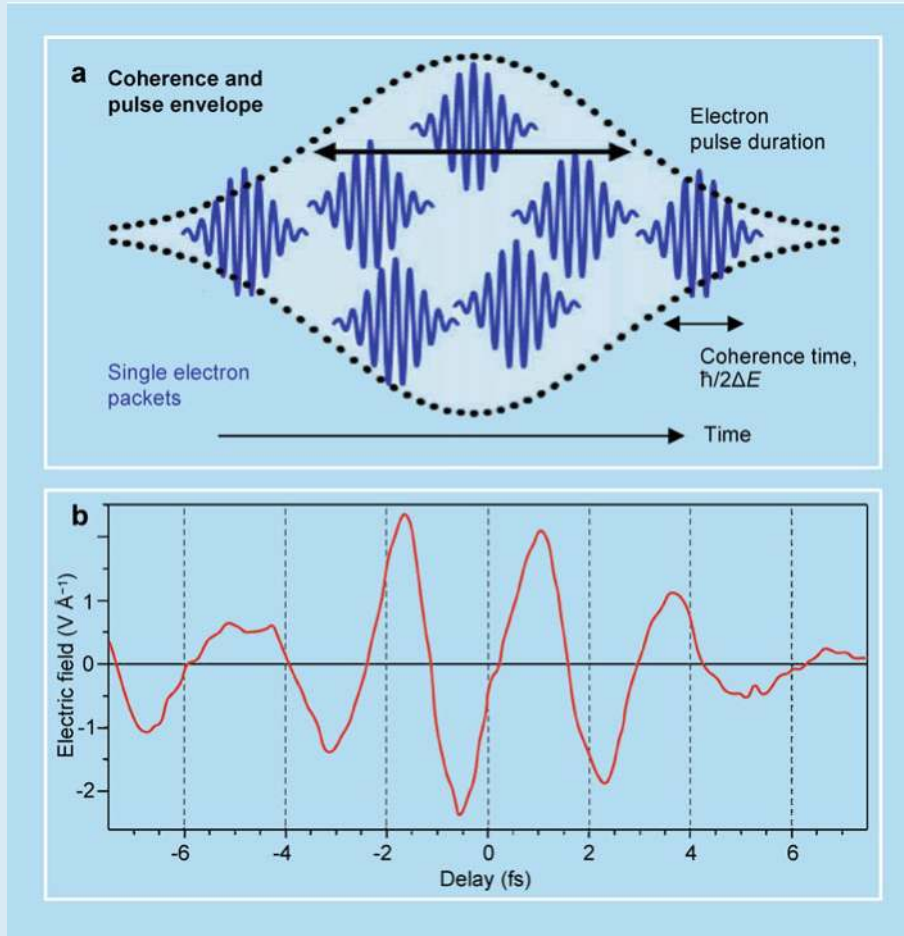 a
Coherence and
pulse envelope
Electron
pulse duration
Coherence time,
ħ/2ΔE
Single electron
packets
Time
b
Electric field (V Å⁻¹)
1
0
-1
-2
-6 -4 -2 0 2 4 6
Delay (fs)